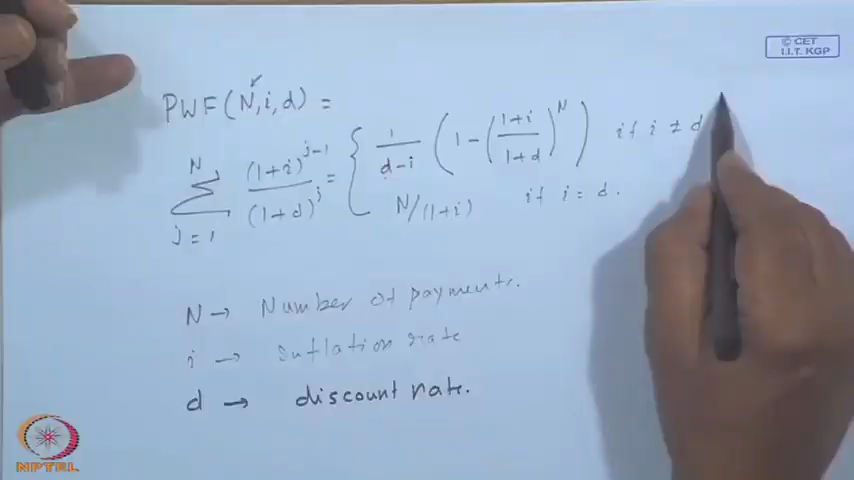 © CET
I.I.T. KGP
PWF(N,i,d) =
N
Σ (1+i)^(j-1) / (1+d)^j = { 1/(d-i) (1-((1+i)/(1+d))^N) if i ≠ d
j=1
N/(1+i) if i = d.
N → Number of payments.
i → inflation rate
d → discount rate.
NPTEL